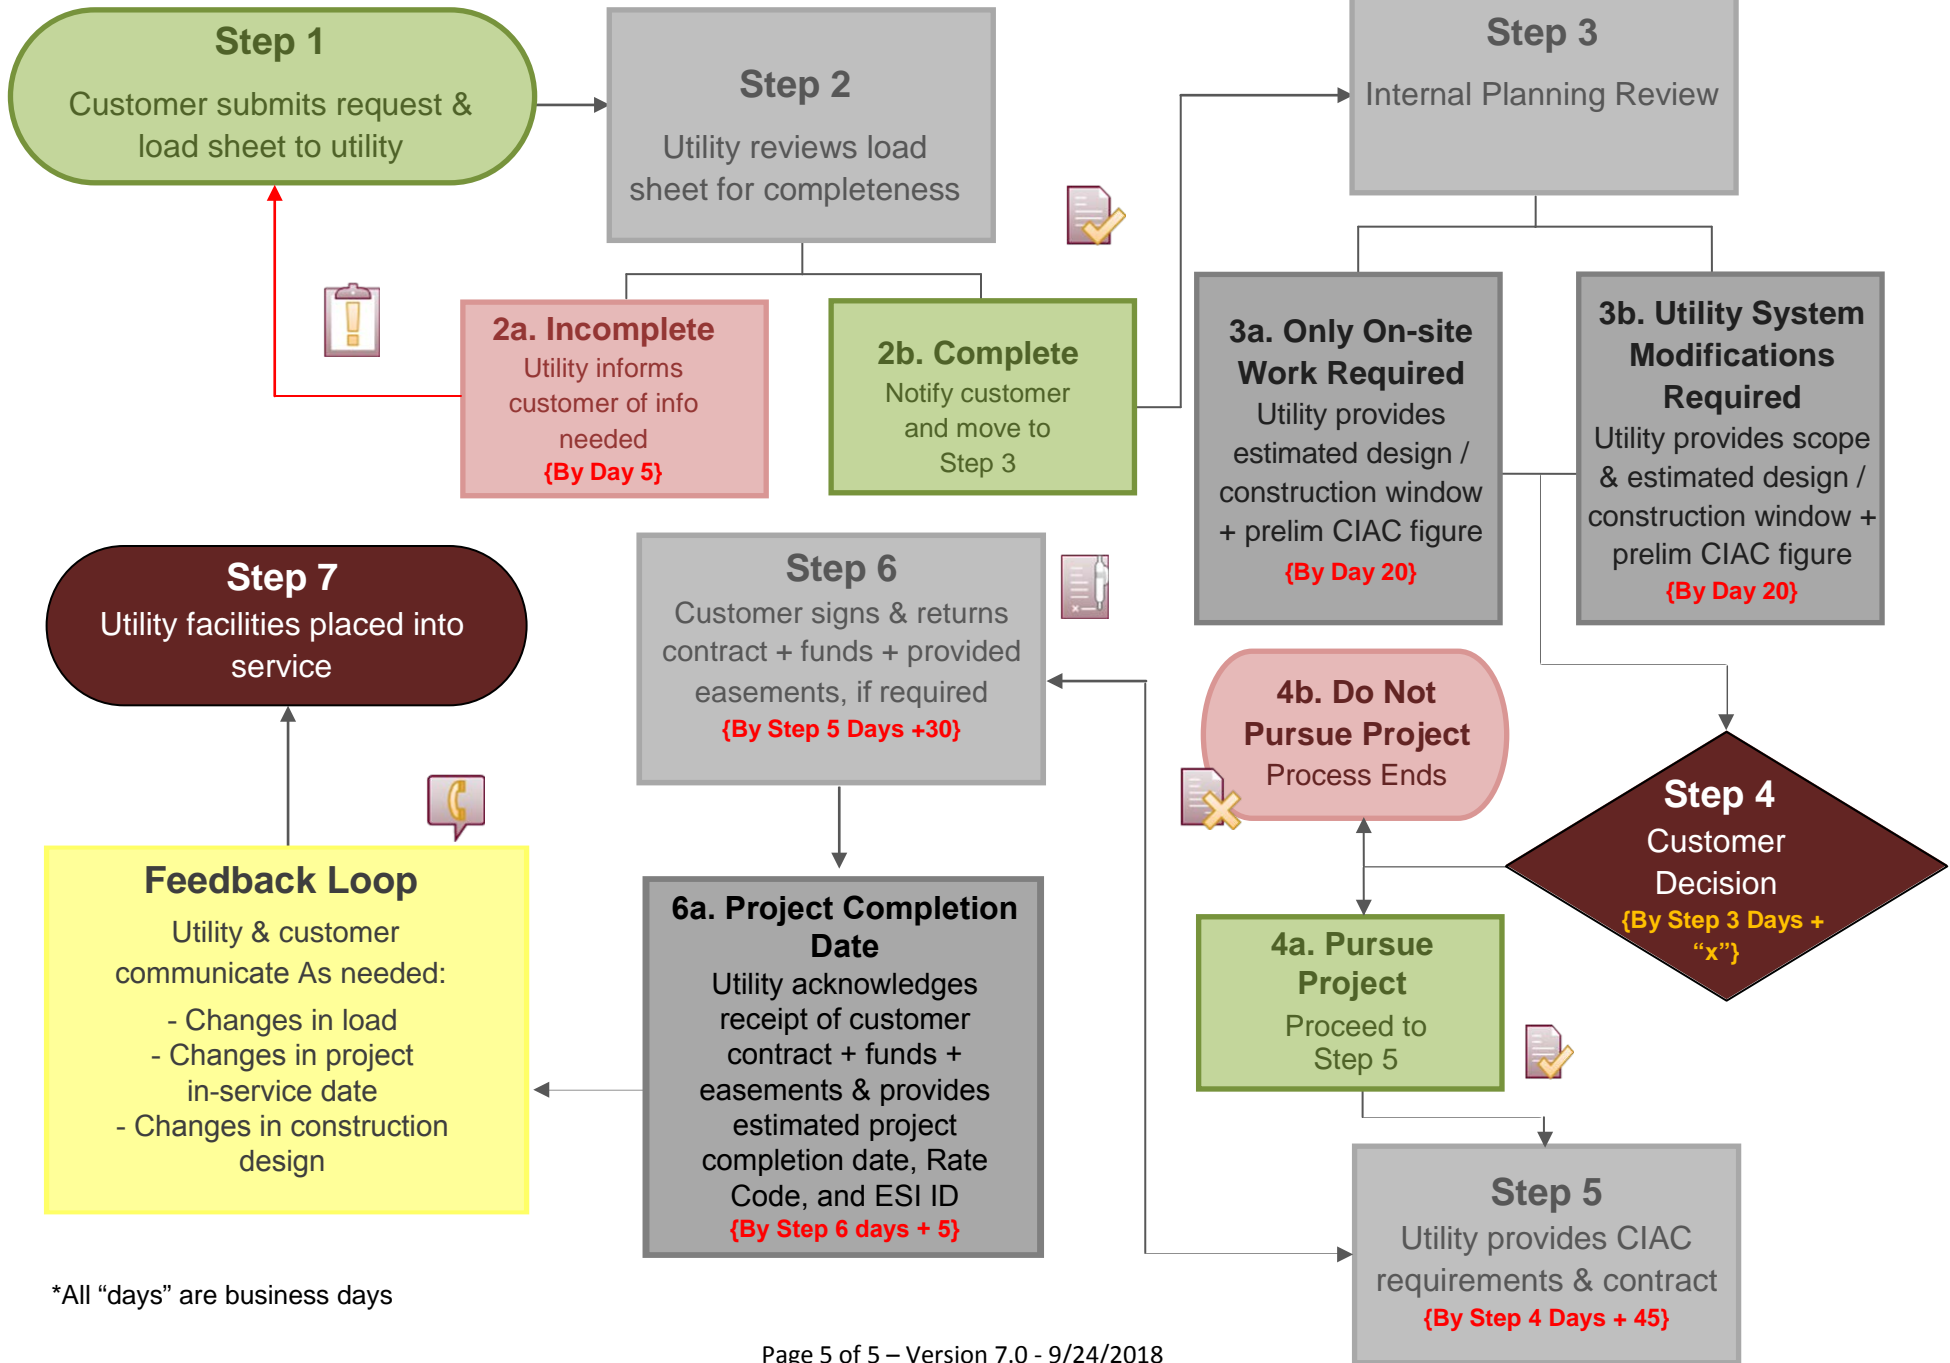 Step 1
Customer submits request &
load sheet to utility
Step 2
Utility reviews load
sheet for completeness
Step 3
Internal Planning Review
2a. Incomplete
Utility informs
customer of info
needed
{By Day 5}
2b. Complete
Notify customer
and move to
Step 3
3a. Only On-site
Work Required
Utility provides
estimated design /
construction window
+ prelim CIAC figure
{By Day 20}
3b. Utility System
Modifications
Required
Utility provides scope
& estimated design /
construction window +
prelim CIAC figure
{By Day 20}
Step 4
Customer
Decision
{By Step 3 Days +
“x”}
4b. Do Not
Pursue Project
Process Ends
4a. Pursue
Project
Proceed to
Step 5
Step 5
Utility provides CIAC
requirements & contract
{By Step 4 Days + 45}
Step 6
Customer signs & returns
contract + funds + provided
easements, if required
{By Step 5 Days +30}
6a. Project Completion
Date
Utility acknowledges
receipt of customer
contract + funds +
easements & provides
estimated project
completion date, Rate
Code, and ESI ID
{By Step 6 days + 5}
Feedback Loop
Utility & customer
communicate As needed:
- Changes in load
- Changes in project
in-service date
- Changes in construction
design
Step 7
Utility facilities placed into
service
*All “days” are business days
Page 5 of 5 – Version 7.0 - 9/24/2018